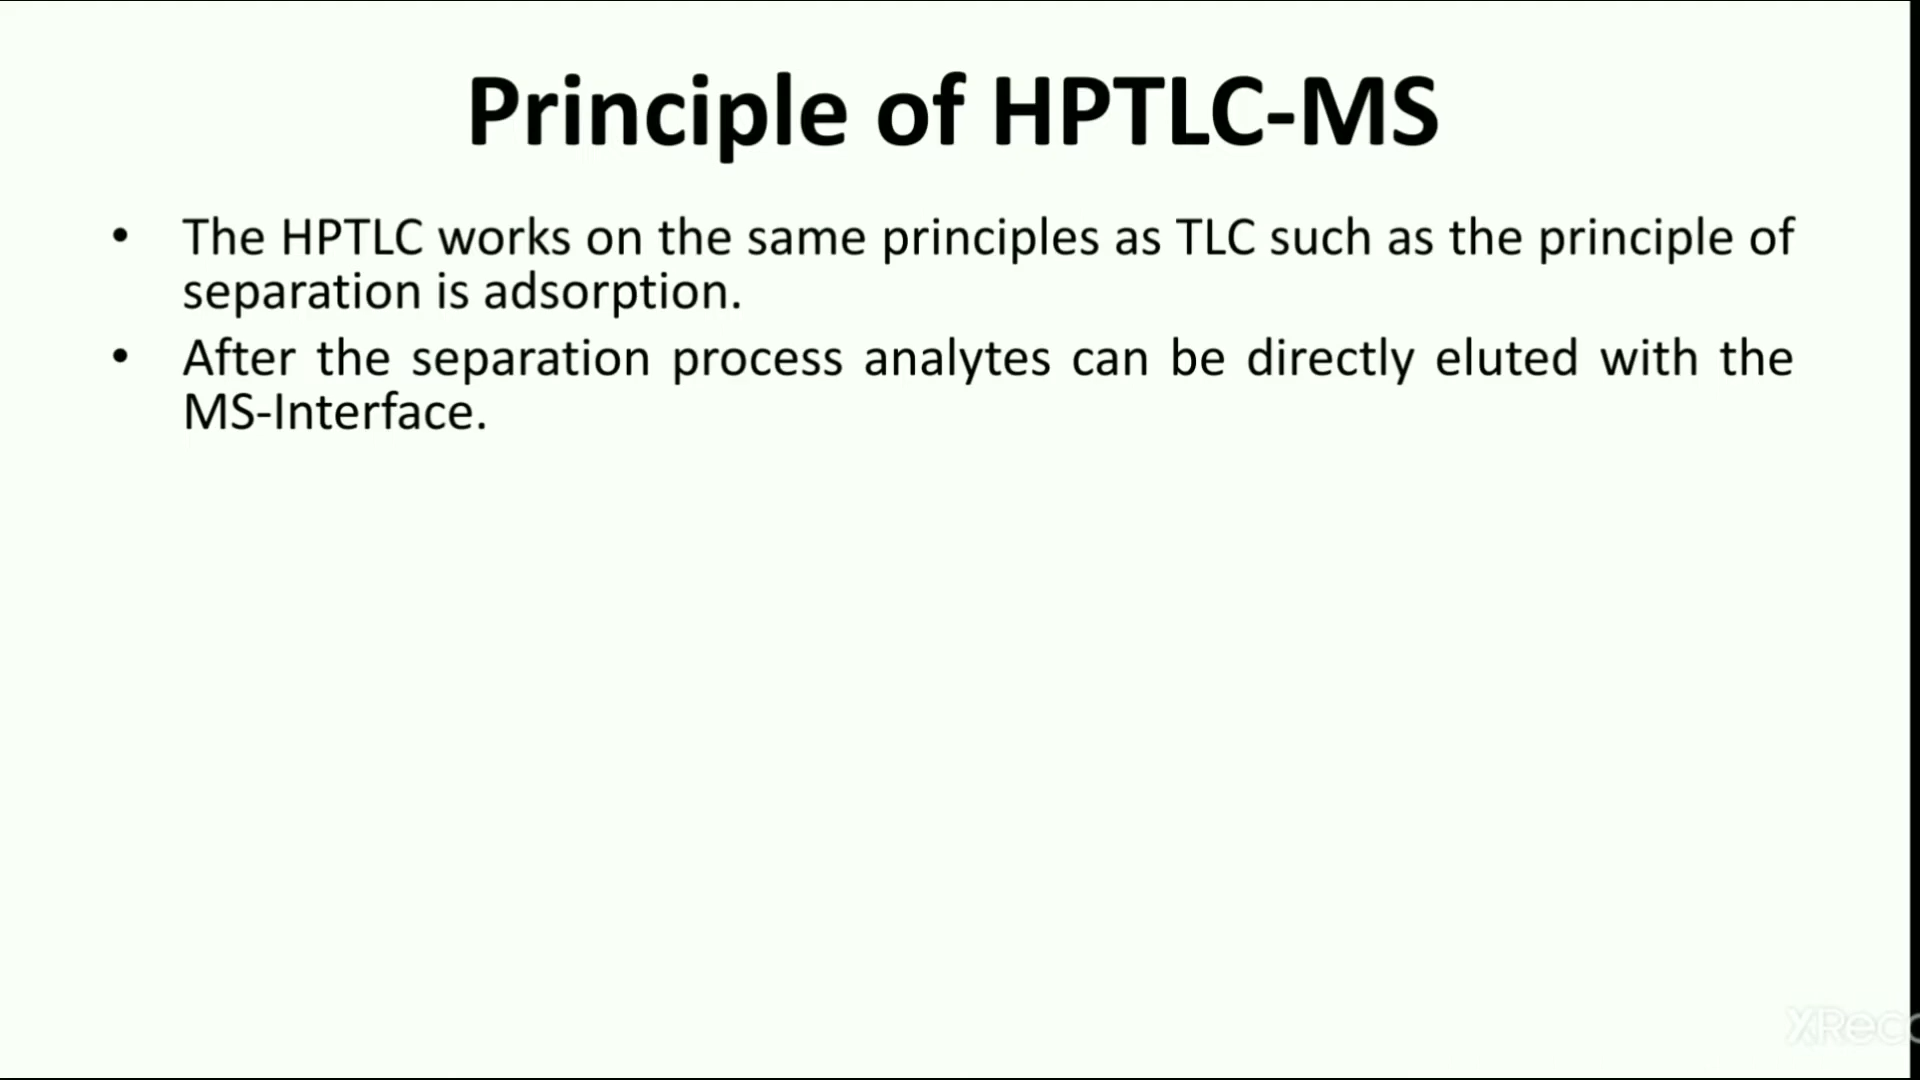 Principle of HPTLC-MS
• The HPTLC works on the same principles as TLC such as the principle of
separation is adsorption.
• After the separation process analytes can be directly eluted with the
MS-Interface.